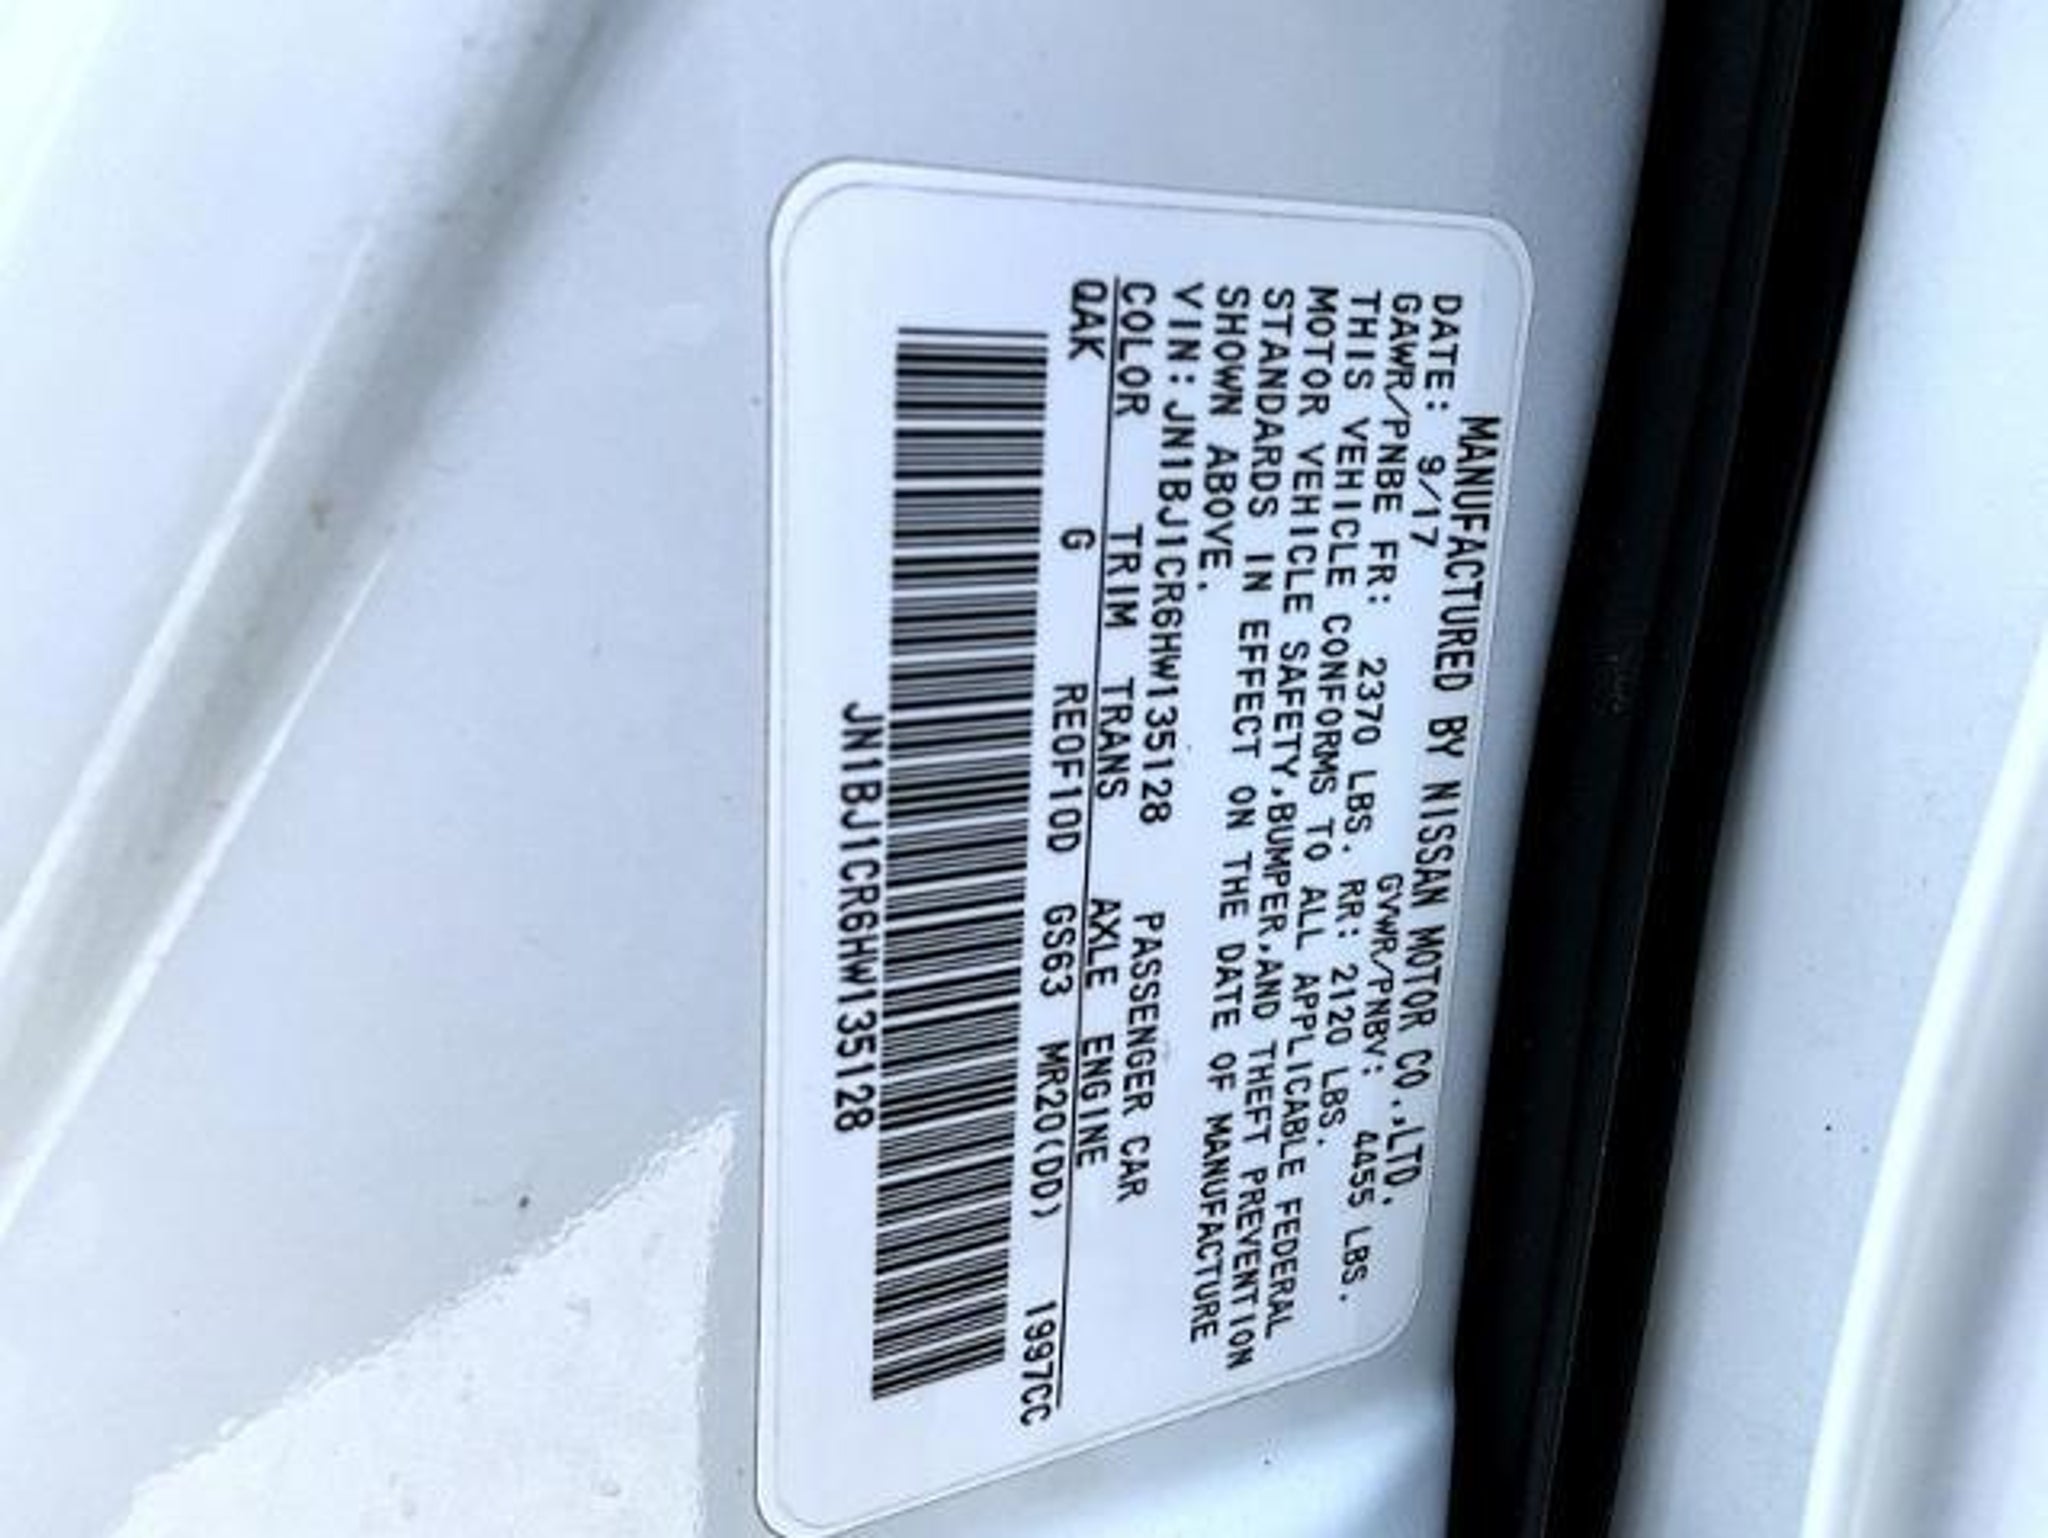 MANUFACTURED BY NISSAN MOTOR CO.,LTD.
DATE: 9/17 GVWR/PNBV: 4455 LBS.
GAWR/PNBE FR: 2370 LBS. RR: 2120 LBS.
THIS VEHICLE CONFORMS TO ALL APPLICABLE FEDERAL
MOTOR VEHICLE SAFETY,BUMPER,AND THEFT PREVENTION
STANDARDS IN EFFECT ON THE DATE OF MANUFACTURE
SHOWN ABOVE.
VIN:JN1BJ1CR6HW135128 PASSENGER CAR
COLOR TRIM TRANS AXLE ENGINE
QAK G RE0F10D GS63 MR20(DD) 1997CC
JN1BJ1CR6HW135128